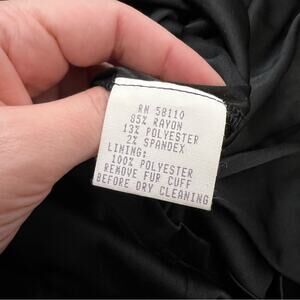 RN 58110
85% RAYON
13% POLYESTER
2% SPANDEX
LINING:
100% POLYESTER
REMOVE FUR CUFF
BEFORE DRY CLEANING